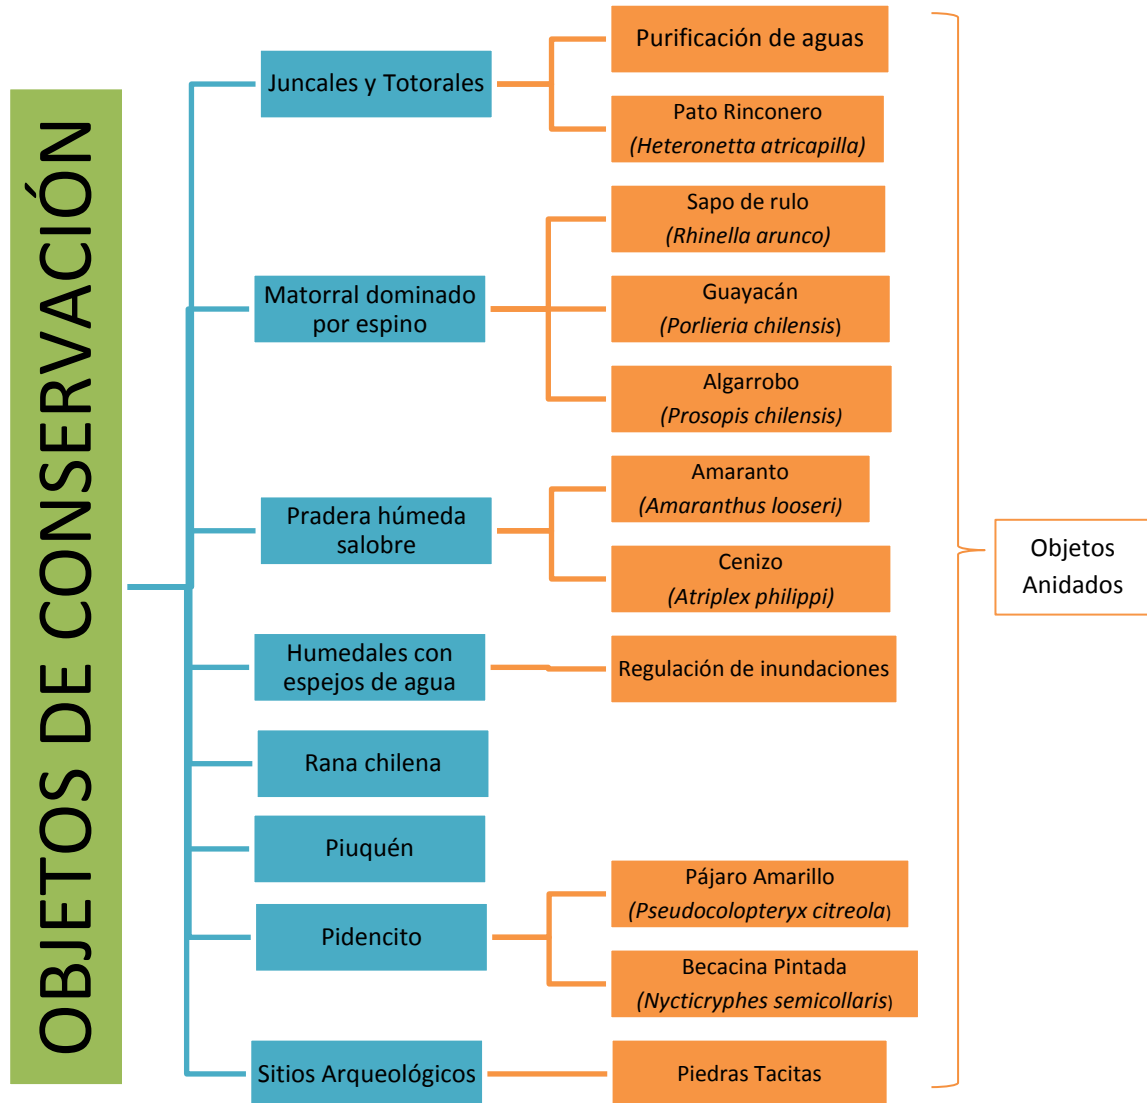 OBJETOS DE CONSERVACIÓN
Juncales y Totorales
Purificación de aguas
Pato Rinconero
(Heteronetta atricapilla)
Matorral dominado
por espino
Sapo de rulo
(Rhinella arunco)
Guayacán
(Porlieria chilensis)
Algarrobo
(Prosopis chilensis)
Pradera húmeda
salobre
Amaranto
(Amaranthus looseri)
Cenizo
(Atriplex philippi)
Humedales con
espejos de agua
Regulación de inundaciones
Rana chilena
Piuquén
Pidencito
Pájaro Amarillo
(Pseudocolopteryx citreola)
Becacina Pintada
(Nycticryphes semicollaris)
Sitios Arqueológicos
Piedras Tacitas
Objetos
Anidados